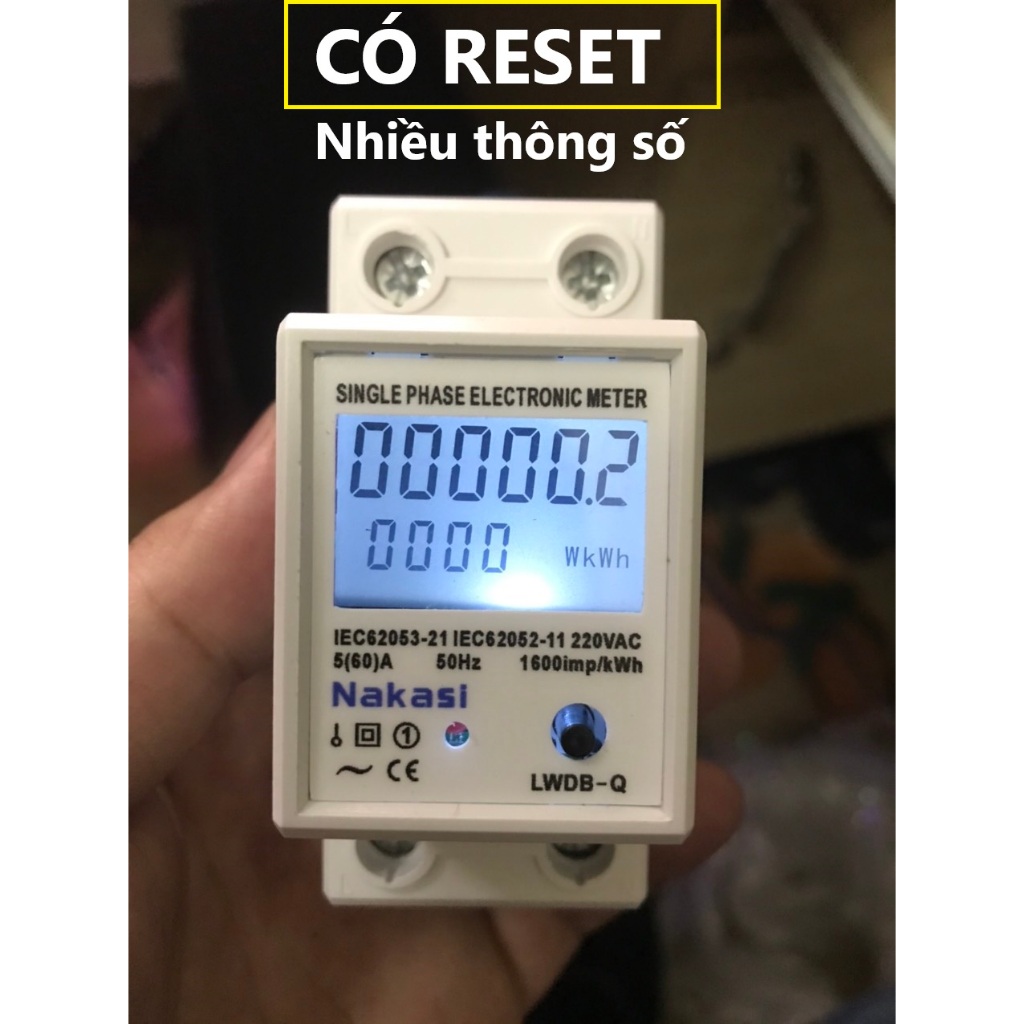 CÓ RESET
Nhiều thông số
SINGLE PHASE ELECTRONIC METER
00000.2
0000 WkWh
IEC62053-21 IEC62052-11 220VAC
5(60)A 50Hz 1600imp/kWh
Nakasi
1
CE
LWDB-Q